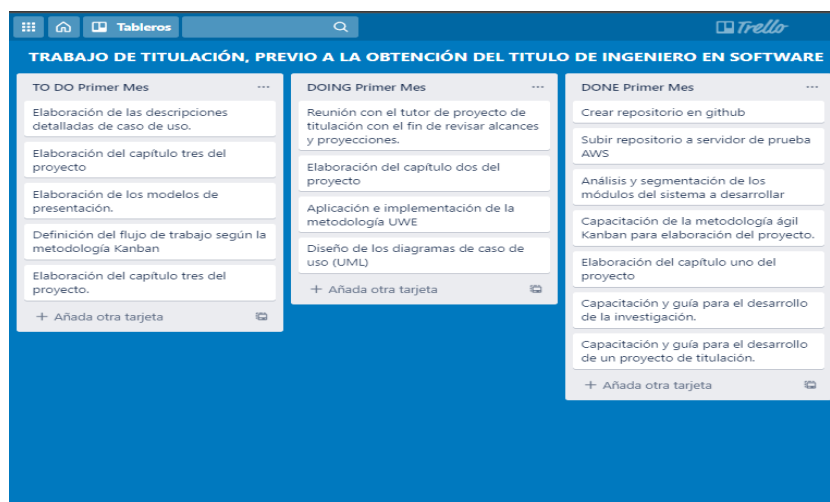 Tableros
Trello
TRABAJO DE TITULACIÓN, PREVIO A LA OBTENCIÓN DEL TITULO DE INGENIERO EN SOFTWARE
TO DO Primer Mes
Elaboración de las descripciones
detalladas de caso de uso.
Elaboración del capítulo tres del
proyecto
Elaboración de los modelos de
presentación.
Definición del flujo de trabajo según la
metodología Kanban
Elaboración del capítulo tres del
proyecto.
+ Añada otra tarjeta
DOING Primer Mes
Reunión con el tutor de proyecto de
titulación con el fin de revisar alcances
y proyecciones.
Elaboración del capítulo dos del
proyecto
Aplicación e implementación de la
metodología UWE
Diseño de los diagramas de caso de
uso (UML)
+ Añada otra tarjeta
DONE Primer Mes
Crear repositorio en github
Subir repositorio a servidor de prueba
AWS
Análisis y segmentación de los
módulos del sistema a desarrollar
Capacitación de la metodología ágil
Kanban para elaboración del proyecto.
Elaboración del capítulo uno del
proyecto
Capacitación y guía para el desarrollo
de la investigación.
Capacitación y guía para el desarrollo
de un proyecto de titulación.
+ Añada otra tarjeta